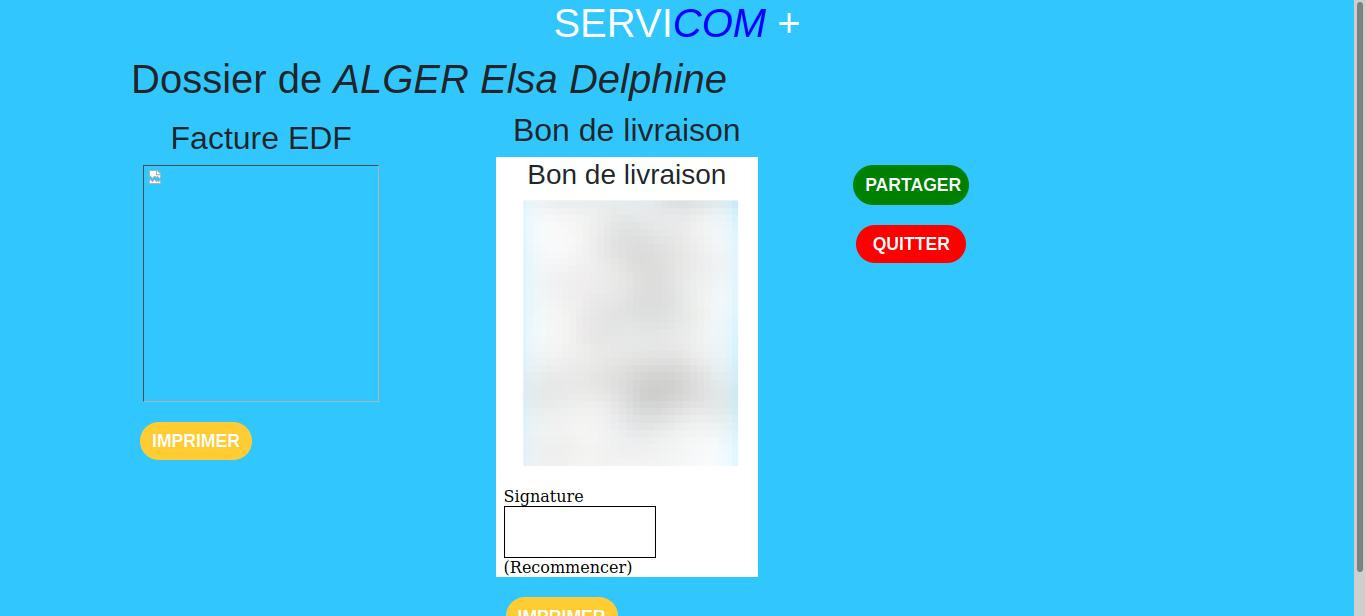 SERVICOM +
Dossier de ALGER Elsa Delphine
Facture EDF
Bon de livraison
Bon de livraison
PARTAGER
QUITTER
IMPRIMER
Signature
(Recommencer)
IMPRIMER